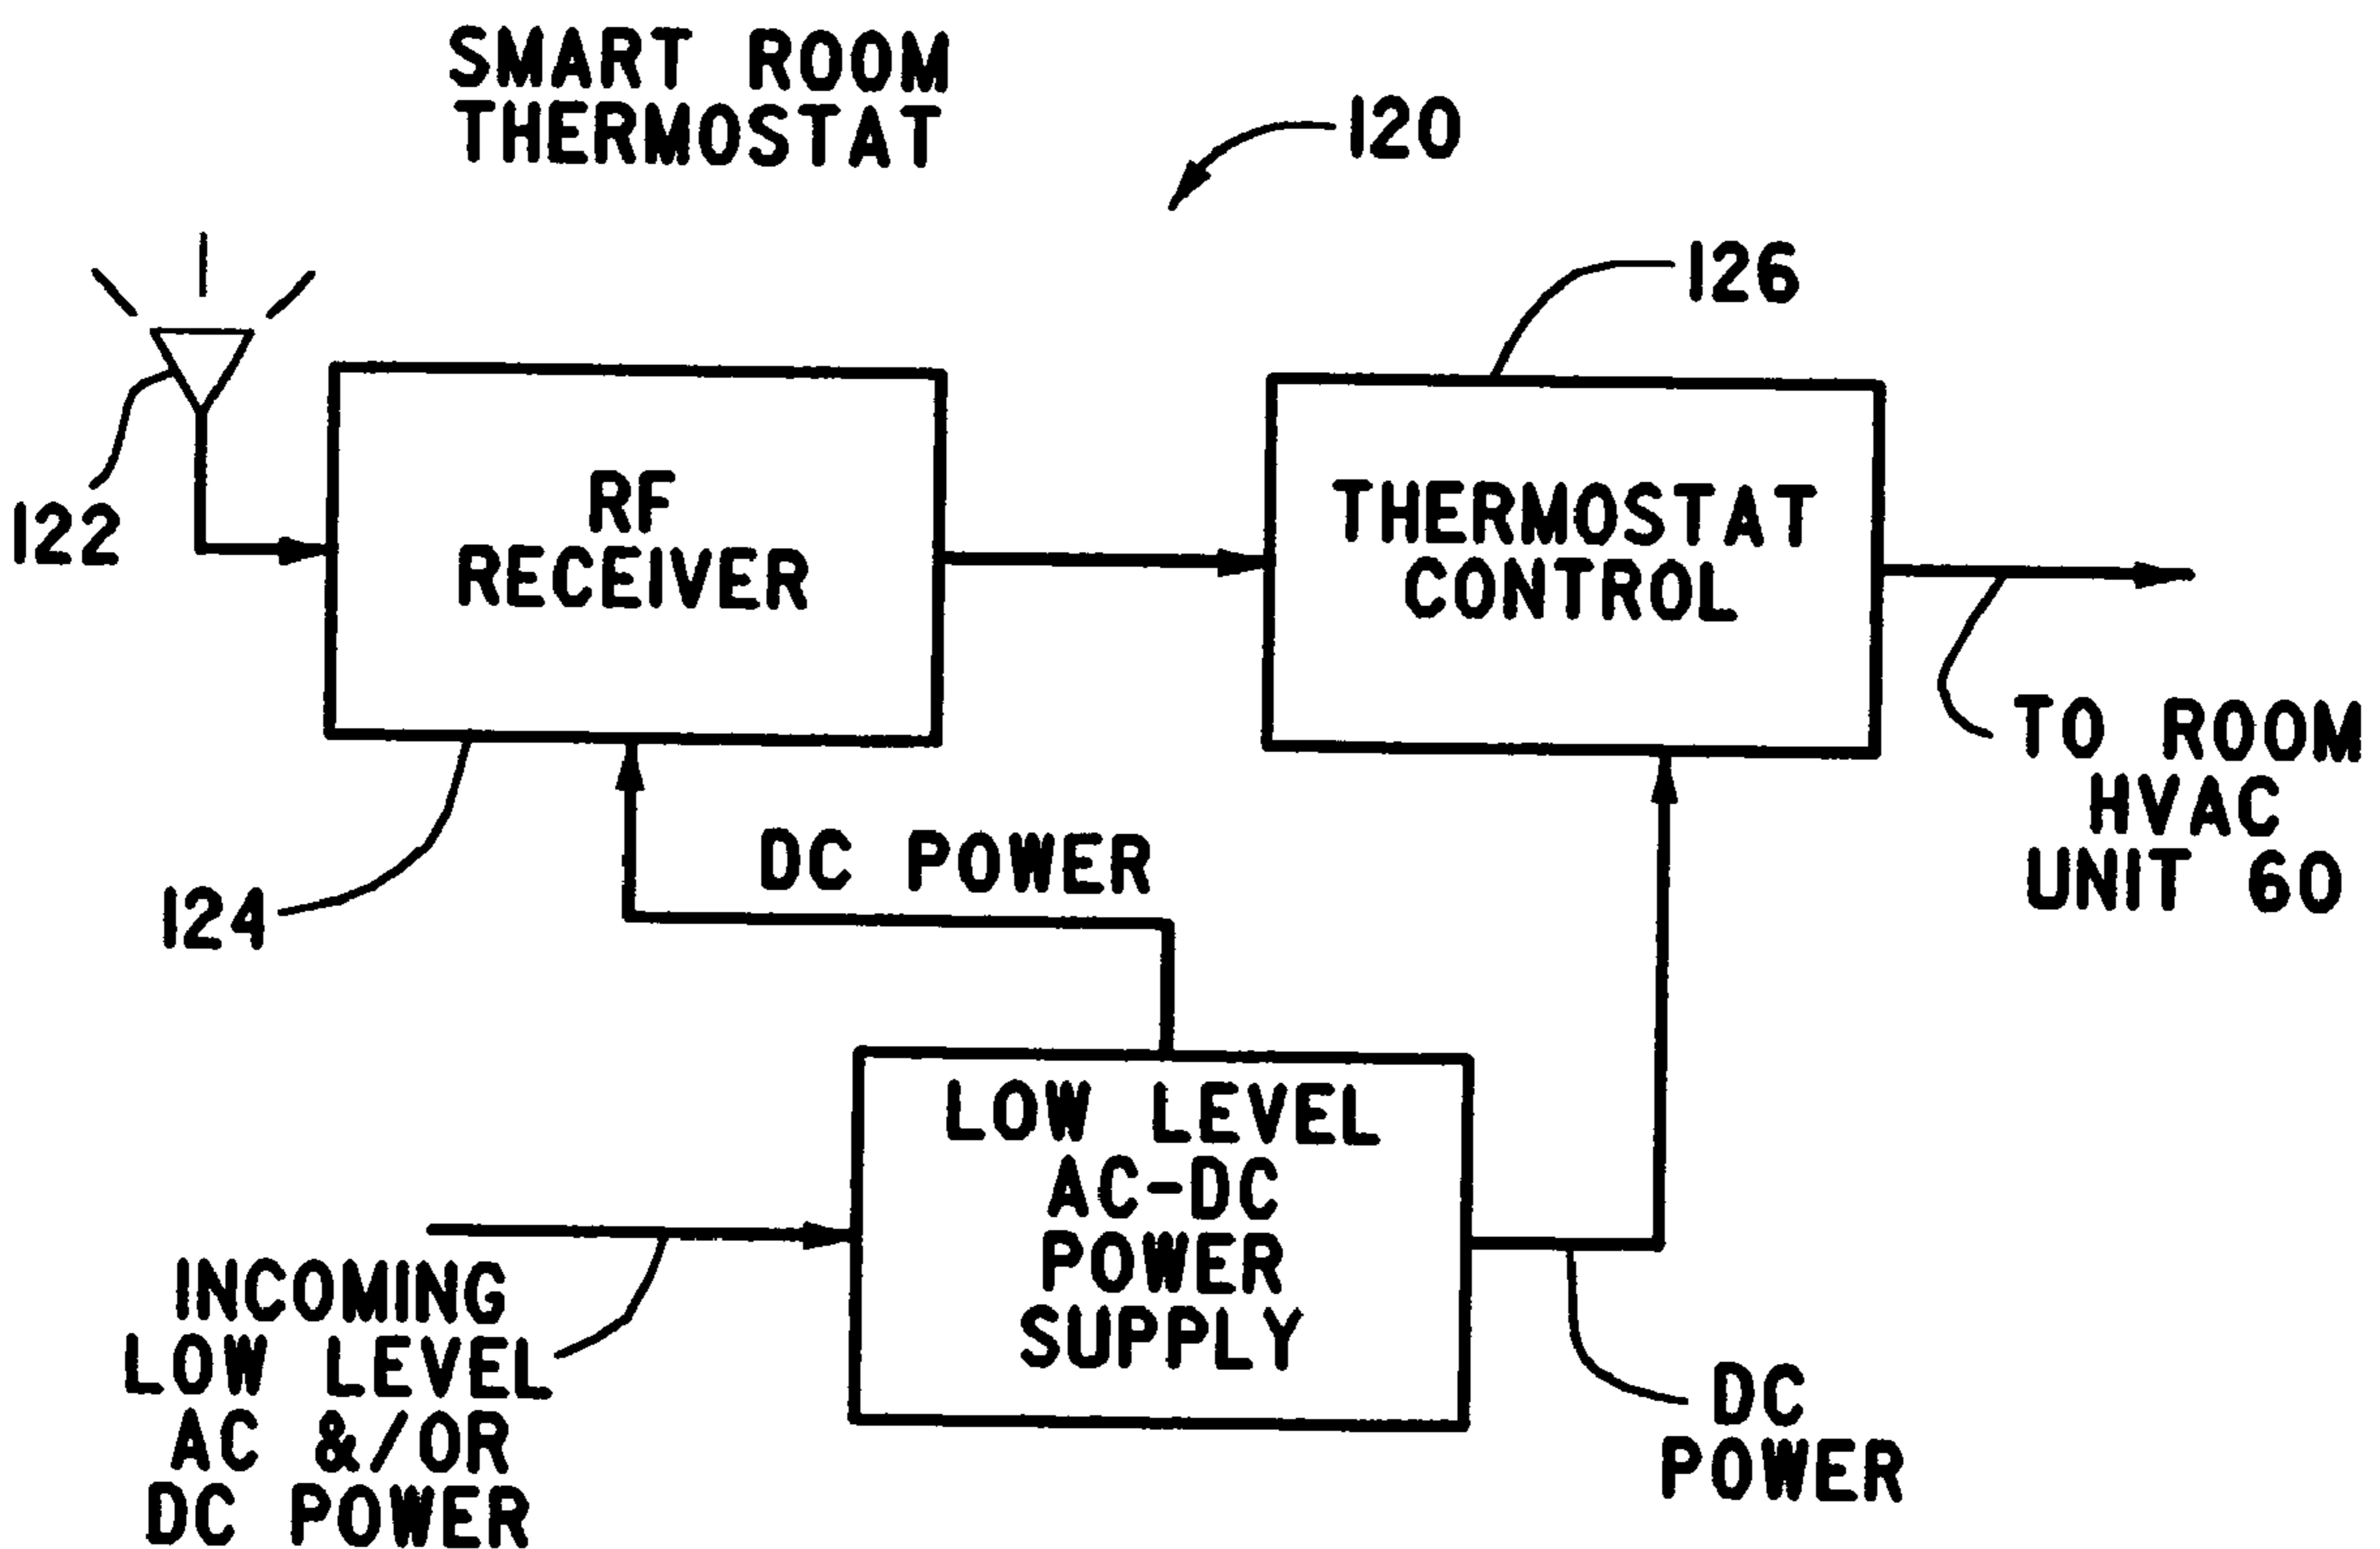 SMART ROOM
THERMOSTAT
120
126
122
RF
RECEIVER
THERMOSTAT
CONTROL
TO ROOM
HVAC
UNIT 60
124
DC POWER
LOW LEVEL
AC-DC
POWER
SUPPLY
INCOMING
LOW LEVEL
AC &/OR
DC POWER
DC
POWER